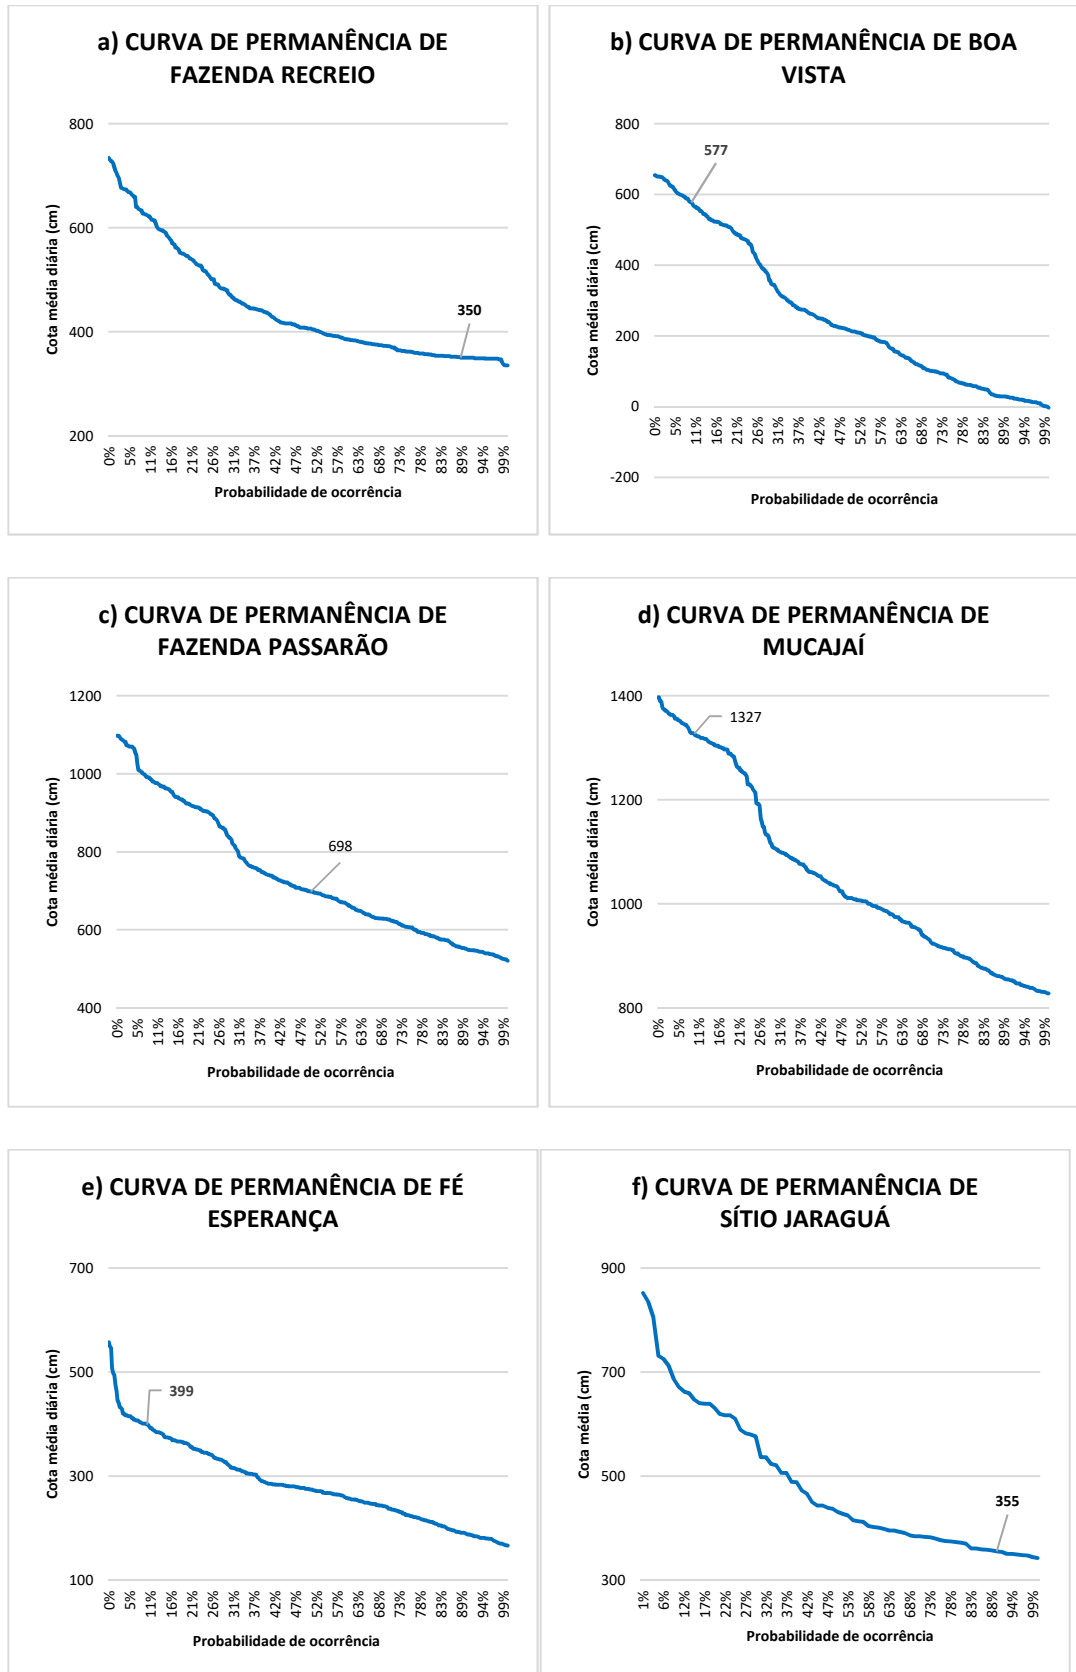 a) CURVA DE PERMANÊNCIA DE
FAZENDA RECREIO
800
600
400
200
Cota média diária (cm)
350
0% 5% 11% 16% 21% 26% 31% 37% 42% 47% 52% 57% 63% 68% 73% 78% 83% 89% 94% 99%
Probabilidade de ocorrência
b) CURVA DE PERMANÊNCIA DE BOA
VISTA
800
600
400
200
0
-200
Cota média diária (cm)
577
0% 5% 11% 16% 21% 26% 31% 37% 42% 47% 52% 57% 63% 68% 73% 78% 83% 89% 94% 99%
Probabilidade de ocorrência
c) CURVA DE PERMANÊNCIA DE
FAZENDA PASSARÃO
1200
1000
800
600
400
Cota média diária (cm)
698
0% 5% 11% 16% 21% 26% 31% 37% 42% 47% 52% 57% 63% 68% 73% 78% 83% 89% 94% 99%
Probabilidade de ocorrência
d) CURVA DE PERMANÊNCIA DE
MUCAJAÍ
1400
1200
1000
800
Cota média diária (cm)
1327
0% 5% 11% 16% 21% 26% 31% 37% 42% 47% 52% 57% 63% 68% 73% 78% 83% 89% 94% 99%
Probabilidade de ocorrência
e) CURVA DE PERMANÊNCIA DE FÉ
ESPERANÇA
700
500
300
100
Cota média diária (cm)
399
0% 5% 11% 16% 21% 26% 31% 37% 42% 47% 52% 57% 63% 68% 73% 78% 83% 89% 94% 99%
Probabilidade de ocorrência
f) CURVA DE PERMANÊNCIA DE
SÍTIO JARAGUÁ
900
700
500
300
Cota média (cm)
355
1% 6% 12% 17% 22% 27% 32% 37% 42% 47% 53% 58% 63% 68% 73% 78% 83% 88% 94% 99%
Probabilidade de ocorrência